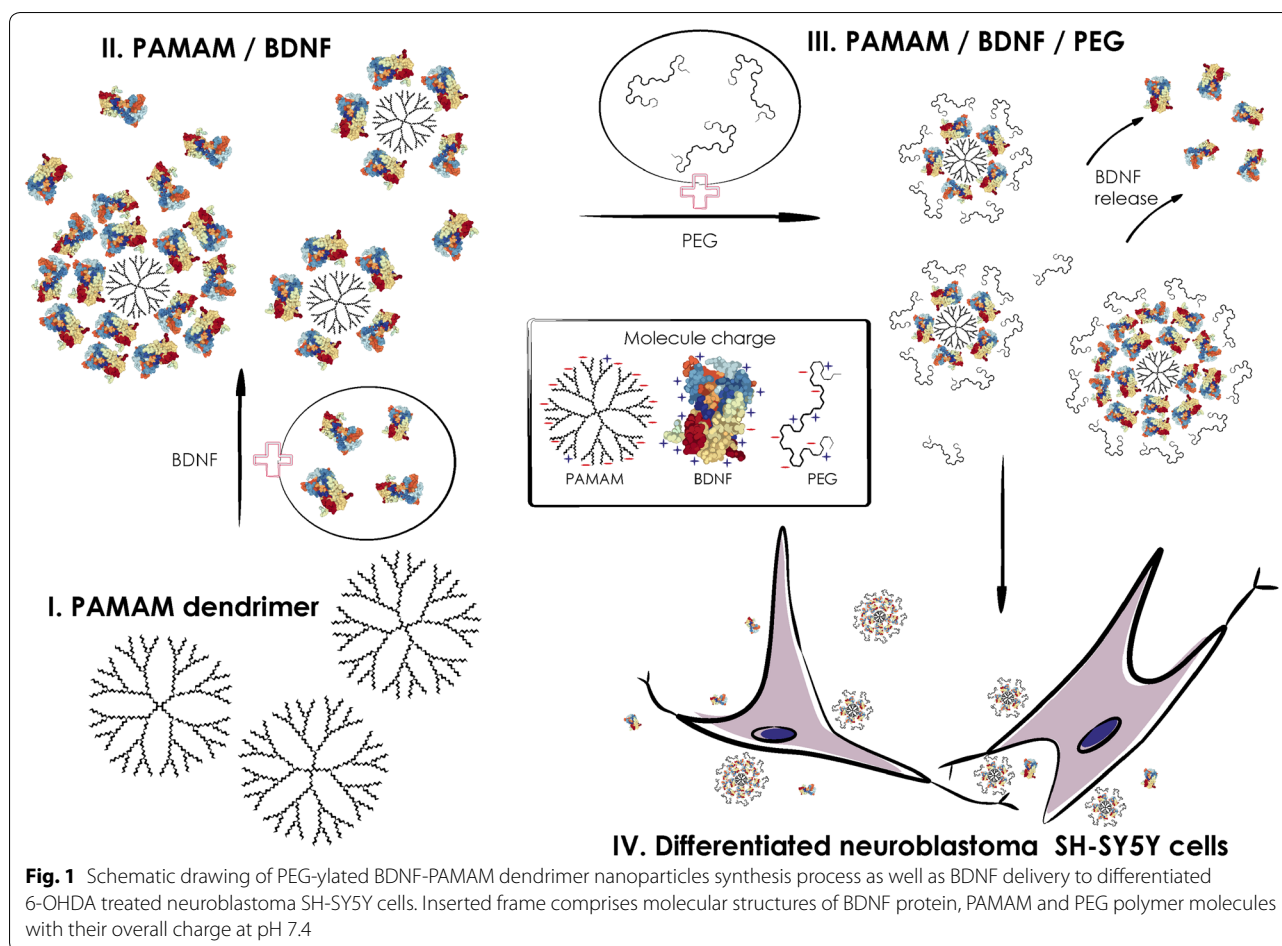 II. PAMAM / BDNF
III. PAMAM / BDNF / PEG
PEG
BDNF
release
Molecule charge
PAMAM
BDNF
PEG
BDNF
I. PAMAM dendrimer
IV. Differentiated neuroblastoma SH-SY5Y cells
Fig. 1 Schematic drawing of PEG-ylated BDNF-PAMAM dendrimer nanoparticles synthesis process as well as BDNF delivery to differentiated
6-OHDA treated neuroblastoma SH-SY5Y cells. Inserted frame comprises molecular structures of BDNF protein, PAMAM and PEG polymer molecules
with their overall charge at pH 7.4